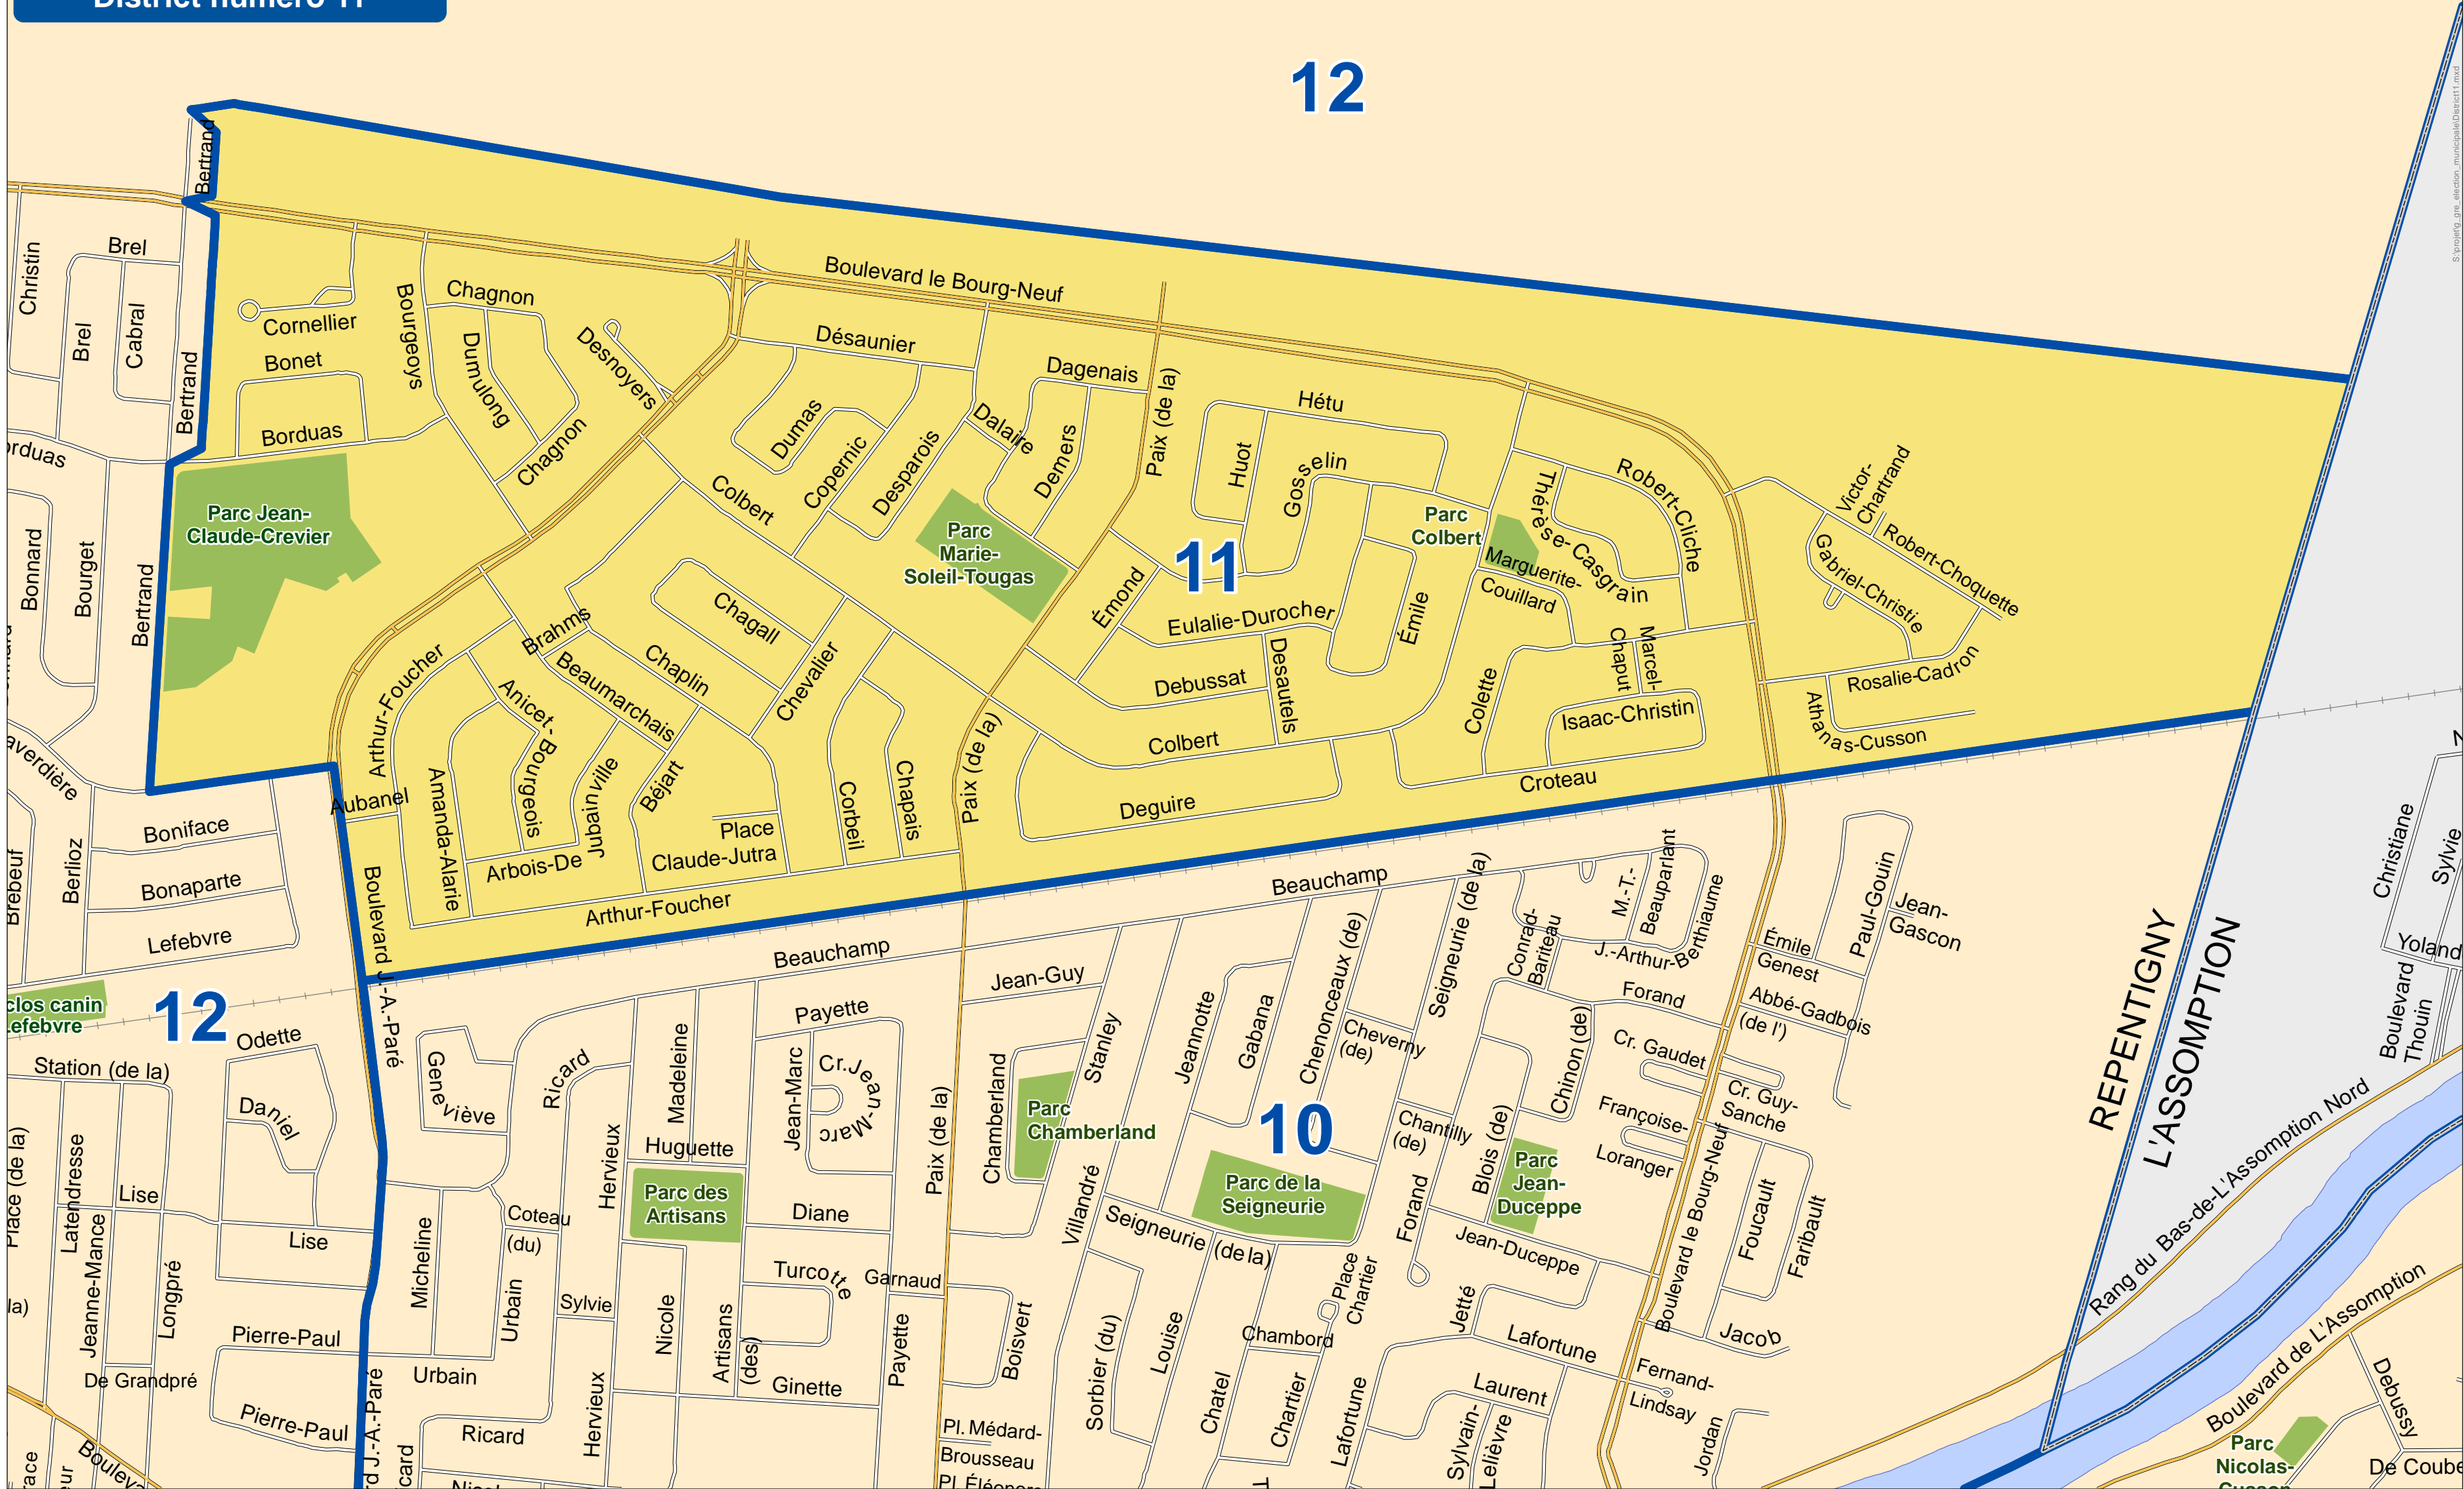 District numéro 11
12
S:\projet\g_gre_election_municipale\District11.mxd
Bertrand
Christin
Brel
Brel
Cabral
Bertrand
Cornellier
Bonet
Borduas
Bourgeoys
Chagnon
Dumulong
Chagnon
Desnoyers
Boulevard le Bourg-Neuf
Désaunier
Dumas
Copernic
Desparois
Dalaire
Dagenais
Demers
Paix (de la)
Hétu
Huot
Gosselin
Colbert
Parc
Marie-
Soleil-Tougas
11
Parc
Colbert
Thérèse-Casgrain
Robert-Cliche
Marguerite-
Couillard
Victor-
Chartrand
Robert-Choquette
Gabriel-Christie
Rosalie-Cadron
Athanas-Cusson
Parc Jean-
Claude-Crevier
Bonnard
Bourget
Bertrand
Brahms
Chagall
Chaplin
Beaumarchais
Chevalier
Émond
Eulalie-Durocher
Émile
Debussat
Desautels
Colbert
Colette
Chaput
Marcel-
Isaac-Christin
Croteau
Deguire
Arthur-Foucher
Anicet-Bourgeois
Amanda-Alarie
Jubainville
Arbois-De
Béjart
Place
Claude-Jutra
Corbeil
Chapais
Paix (de la)
Aubanel
Arthur-Foucher
Boulevard J.-A.-Paré
Boniface
Berlioz
Bonaparte
Lefebvre
12
Odette
Station (de la)
Daniel
Latendresse
Lise
Lise
Jeanne-Mance
Longpré
Place (de la)
De Grandpré
Pierre-Paul
Pierre-Paul
Beauchamp
Beauchamp
Geneviève
Ricard
Madeleine
Payette
Jean-Marc
Cr. Jean-Marc
Huguette
Hervieux
Parc des
Artisans
Diane
Coteau
(du)
Micheline
Urbain
Urbain
Sylvie
Nicole
Artisans
(des)
Turcotte
Garnaud
Payette
Ginette
Hervieux
Ricard
Jean-Guy
Chamberland
Parc
Chamberland
Stanley
Paix (de la)
Villandré
Boisvert
Pl. Médard-
Brousseau
Jeannotte
Gabana
Chenonceaux (de)
Cheverny
(de)
Seigneurie (de la)
10
Parc de la
Seigneurie
Seigneurie (de la)
Sorbier (du)
Louise
Chatel
Chambord
Chartier
Place
Chartier
Chantilly
(de)
Forand
Blois (de)
Parc
Jean-
Duceppe
Jean-Duceppe
Jetté
Lafortune
Lafortune
Laurent
Sylvain-
Lelièvre
Conrad-
Bariteau
M.-T.-
Beauparlant
J.-Arthur-Berthiaume
Forand
Chinon (de)
Cr. Gaudet
Françoise-
Loranger
Boulevard le Bourg-Neuf
Émile
Genest
Abbé-Gadbois
(de l')
Cr. Guy-
Sanche
Paul-Gouin
Jean-
Gascon
Foucault
Faribault
Jacob
Fernand-
Lindsay
Jordan
REPENTIGNY
L'ASSOMPTION
Christiane
Sylvie
Boulevard
Thouin
Rang du Bas-de-L'Assomption Nord
Boulevard de L'Assomption
Debussy
Parc
Nicolas-